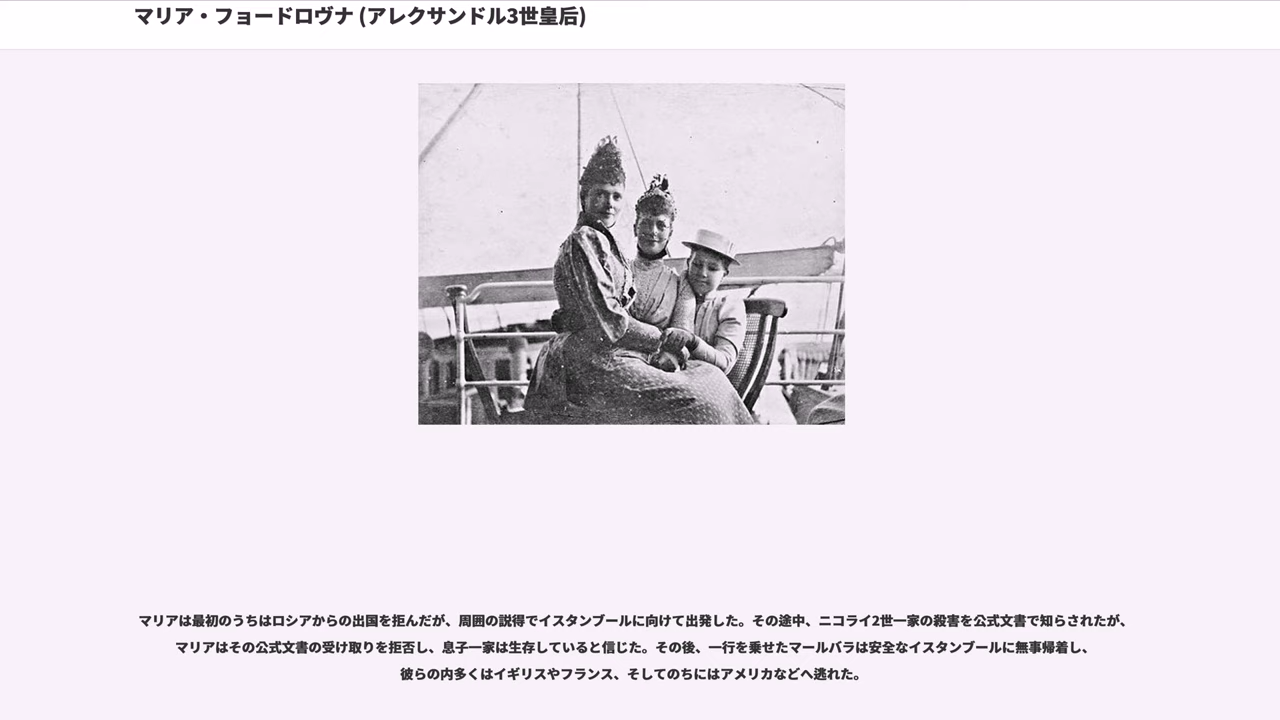 マリア・フョードロヴナ (アレクサンドル3世皇后)
マリアは最初のうちはロシアからの出国を拒んだが、周囲の説得でイスタンブールに向けて出発した。その途中、ニコライ2世一家の殺害を公式文書で知らされたが、
マリアはその公式文書の受け取りを拒否し、息子一家は生存していると信じた。その後、一行を乗せたマールバラは安全なイスタンブールに無事帰着し、
彼らの内多くはイギリスやフランス、そしてのちにはアメリカなどへ逃れた。